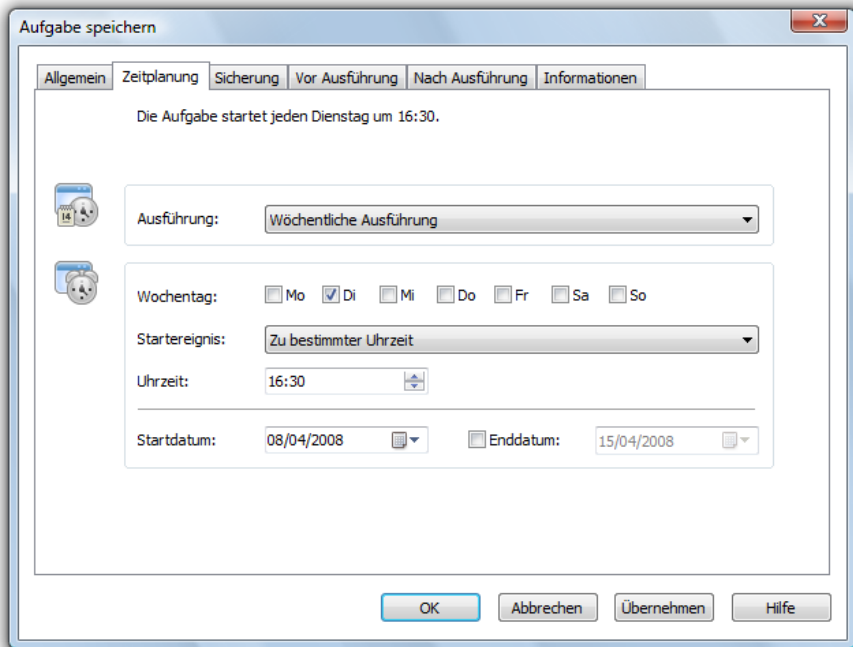 Aufgabe speichern
Allgemein Zeitplanung Sicherung Vor Ausführung Nach Ausführung Informationen
Die Aufgabe startet jeden Dienstag um 16:30.
14
Ausführung: Wöchentliche Ausführung
Wochentag: Mo Di Mi Do Fr Sa So
Startereignis: Zu bestimmter Uhrzeit
Uhrzeit: 16:30
Startdatum: 08/04/2008 Enddatum: 15/04/2008
OK Abbrechen Übernehmen Hilfe